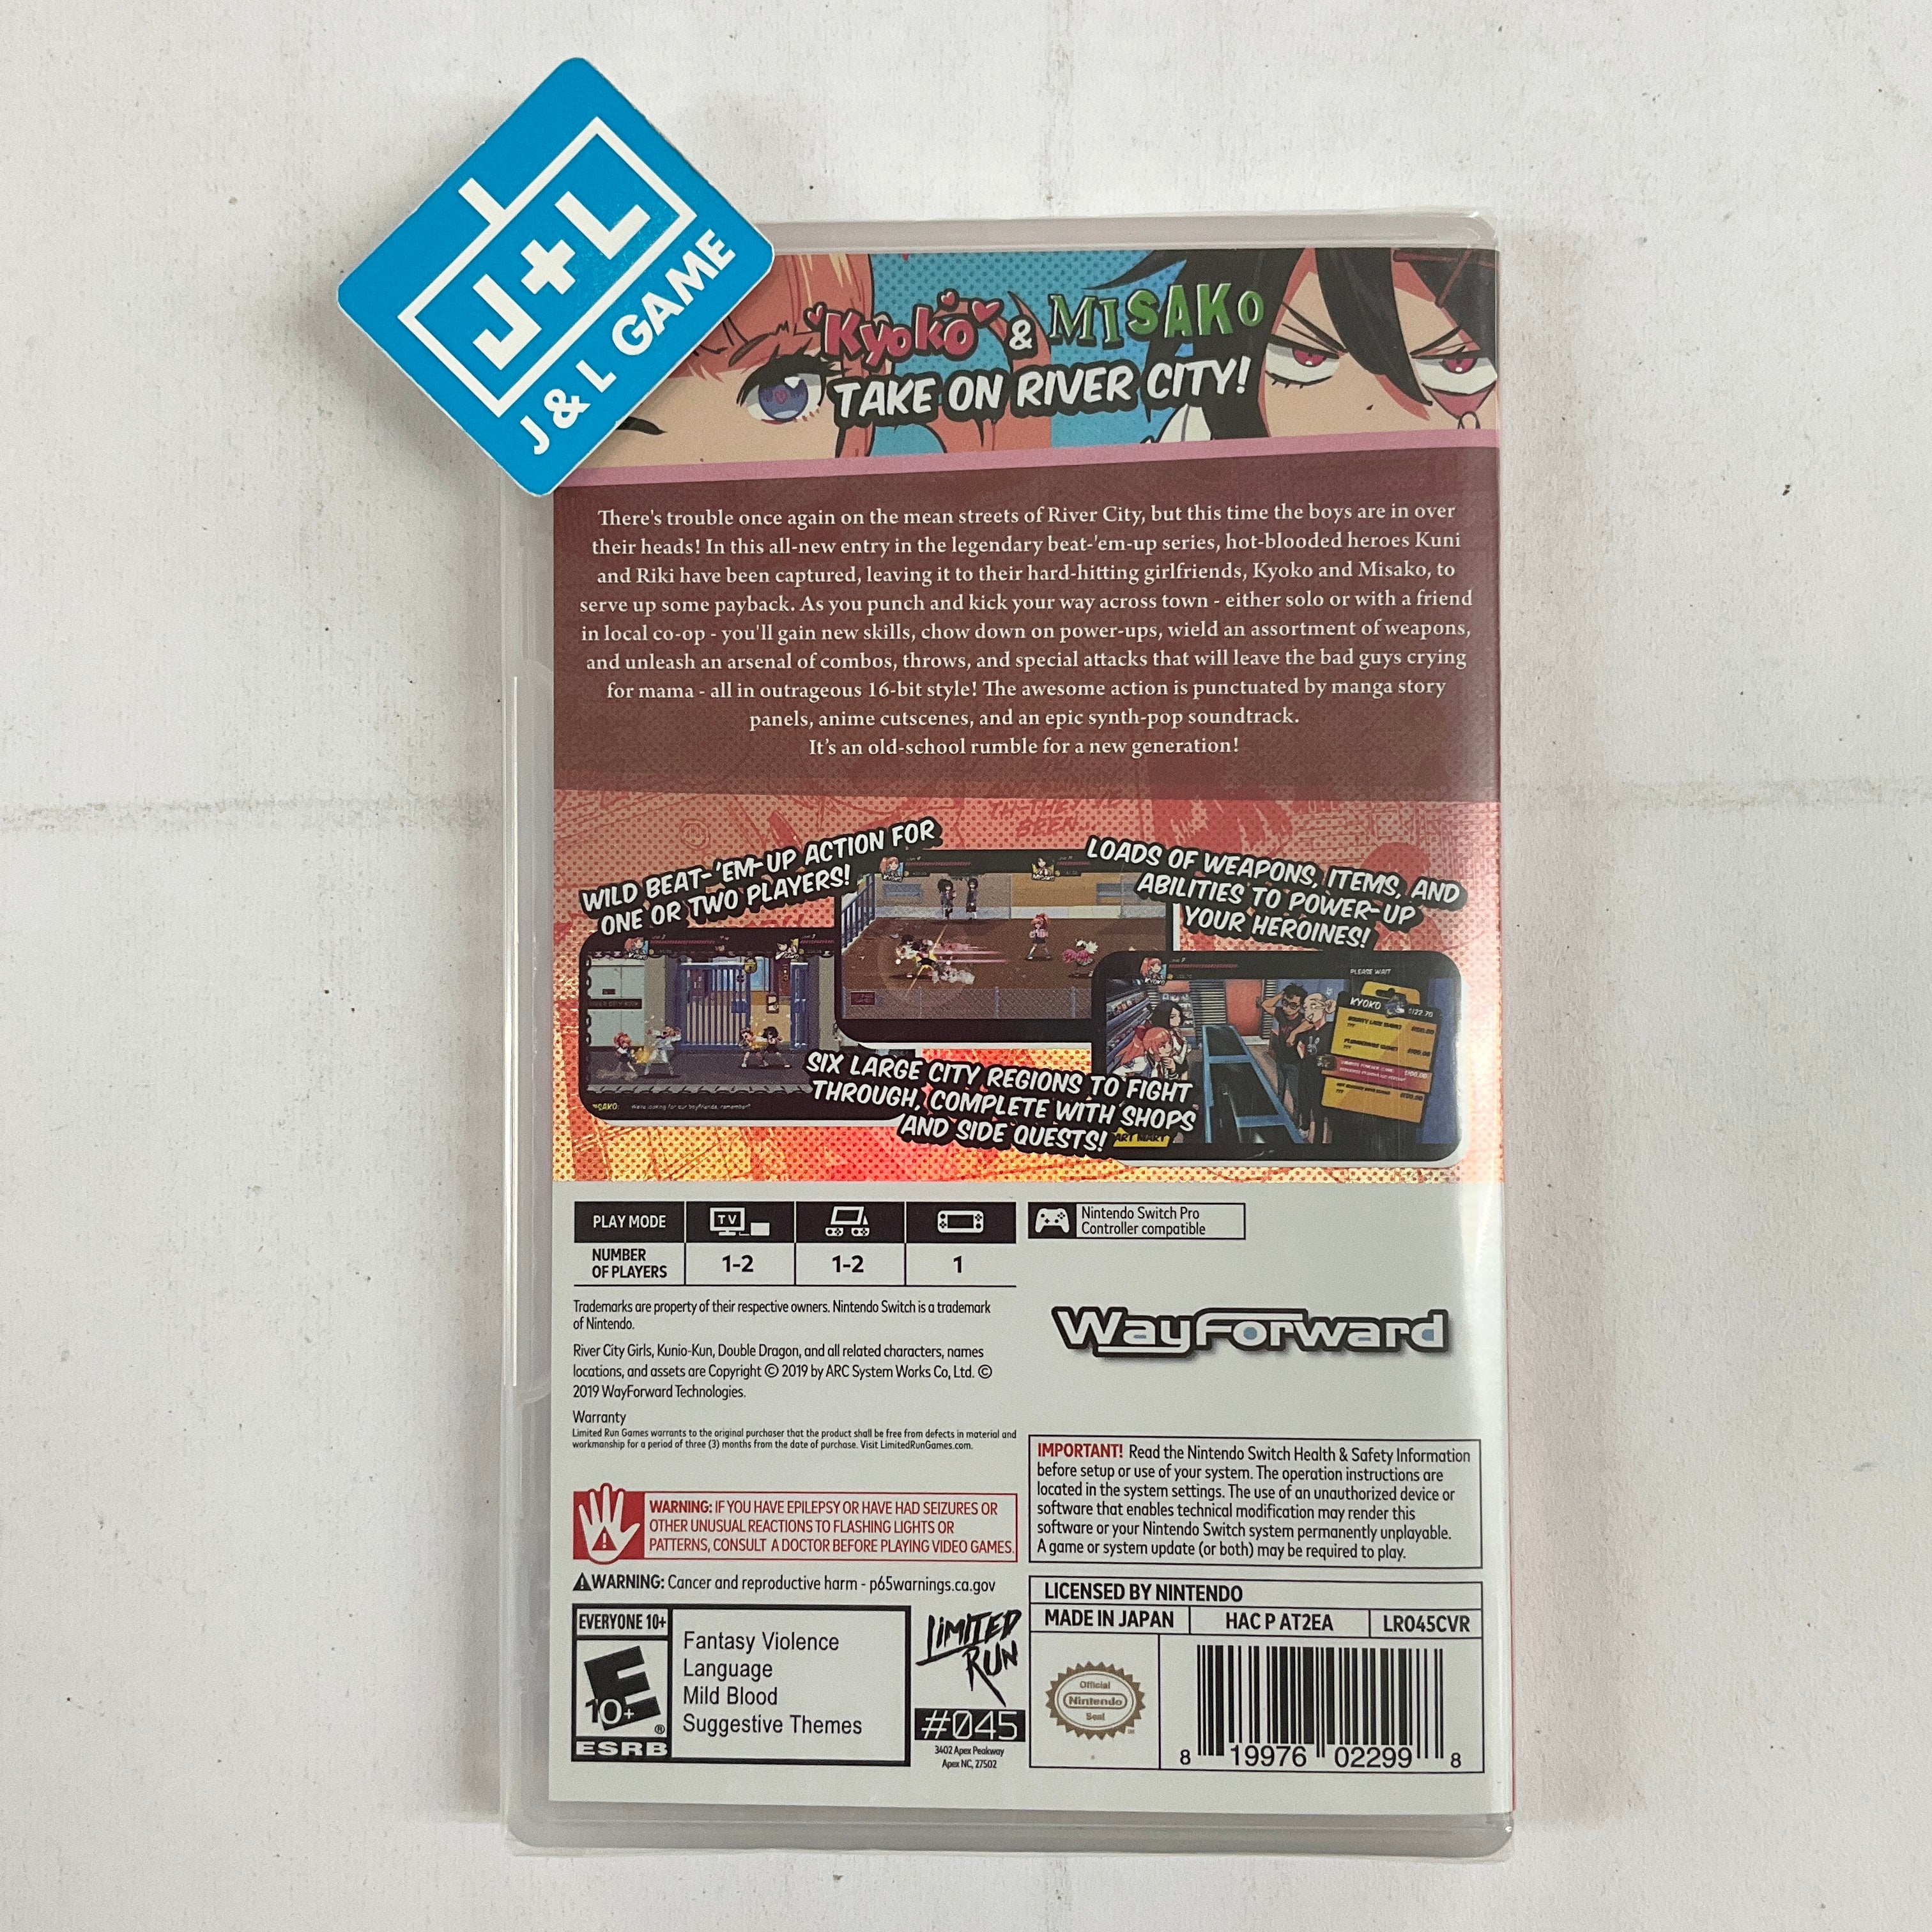 J+L
J & L GAME
Kyoko & MISAKO
TAKE ON RIVER CITY!
There's trouble once again on the mean streets of River City, but this time the boys are in over
their heads! In this all-new entry in the legendary beat-'em-up series, hot-blooded heroes Kuni
and Riki have been captured, leaving it to their hard-hitting girlfriends, Kyoko and Misako, to
serve up some payback. As you punch and kick your way across town - either solo or with a friend
in local co-op - you'll gain new skills, chow down on power-ups, wield an assortment of weapons,
and unleash an arsenal of combos, throws, and special attacks that will leave the bad guys crying
for mama - all in outrageous 16-bit style! The awesome action is punctuated by manga story
panels, anime cutscenes, and an epic synth-pop soundtrack.
It's an old-school rumble for a new generation!
WILD BEAT-'EM-UP ACTION FOR
ONE OR TWO PLAYERS!
LOADS OF WEAPONS, ITEMS, AND
ABILITIES TO POWER-UP
YOUR HEROINES!
PLEASE WAIT
KYOKO
$122.70
We're looking for our boyfriends, remember?
SIX LARGE CITY REGIONS TO FIGHT
THROUGH, COMPLETE WITH SHOPS
AND SIDE QUESTS!
PLAY MODE
TV
NUMBER
OF PLAYERS
1-2
1-2
1
Nintendo Switch Pro
Controller compatible
Trademarks are property of their respective owners. Nintendo Switch is a trademark
of Nintendo.
River City Girls, Kunio-Kun, Double Dragon, and all related characters, names
locations, and assets are Copyright © 2019 by ARC System Works Co, Ltd. ©
2019 WayForward Technologies.
Warranty
Limited Run Games warrants to the original purchaser that the product shall be free from defects in material and
workmanship for a period of three (3) months from the date of purchase. Visit LimitedRunGames.com.
WayForward
WARNING: IF YOU HAVE EPILEPSY OR HAVE HAD SEIZURES OR
OTHER UNUSUAL REACTIONS TO FLASHING LIGHTS OR
PATTERNS, CONSULT A DOCTOR BEFORE PLAYING VIDEO GAMES.
WARNING: Cancer and reproductive harm - p65warnings.ca.gov
IMPORTANT! Read the Nintendo Switch Health & Safety Information
before setup or use of your system. The operation instructions are
located in the system settings. The use of an unauthorized device or
software that enables technical modification may render this
software or your Nintendo Switch system permanently unplayable.
A game or system update (or both) may be required to play.
EVERYONE 10+
E
10+
®
ESRB
Fantasy Violence
Language
Mild Blood
Suggestive Themes
LIMITED
RUN
#045
3402 Apex Peakway
Apex NC, 27502
LICENSED BY NINTENDO
MADE IN JAPAN
HAC P AT2EA
LR045CVR
Official
Nintendo
Seal
8 19976 02299 8